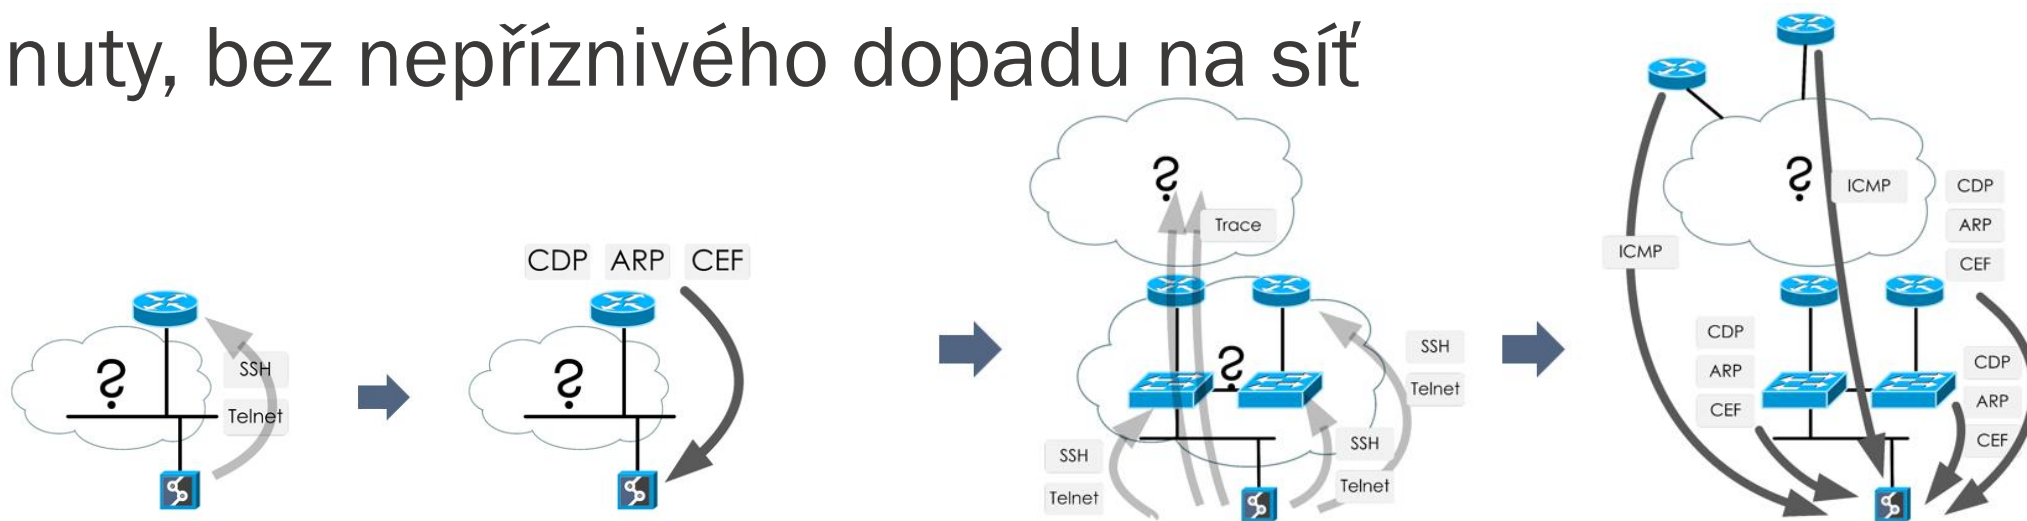 nuty, bez nepříznivého dopadu na síť
?
SSH
Telnet
CDP ARP CEF
?
?
Trace
?
SSH
Telnet
SSH
Telnet
SSH
Telnet
?
ICMP
ICMP
CDP
ARP
CEF
CDP
ARP
CEF
CDP
ARP
CEF